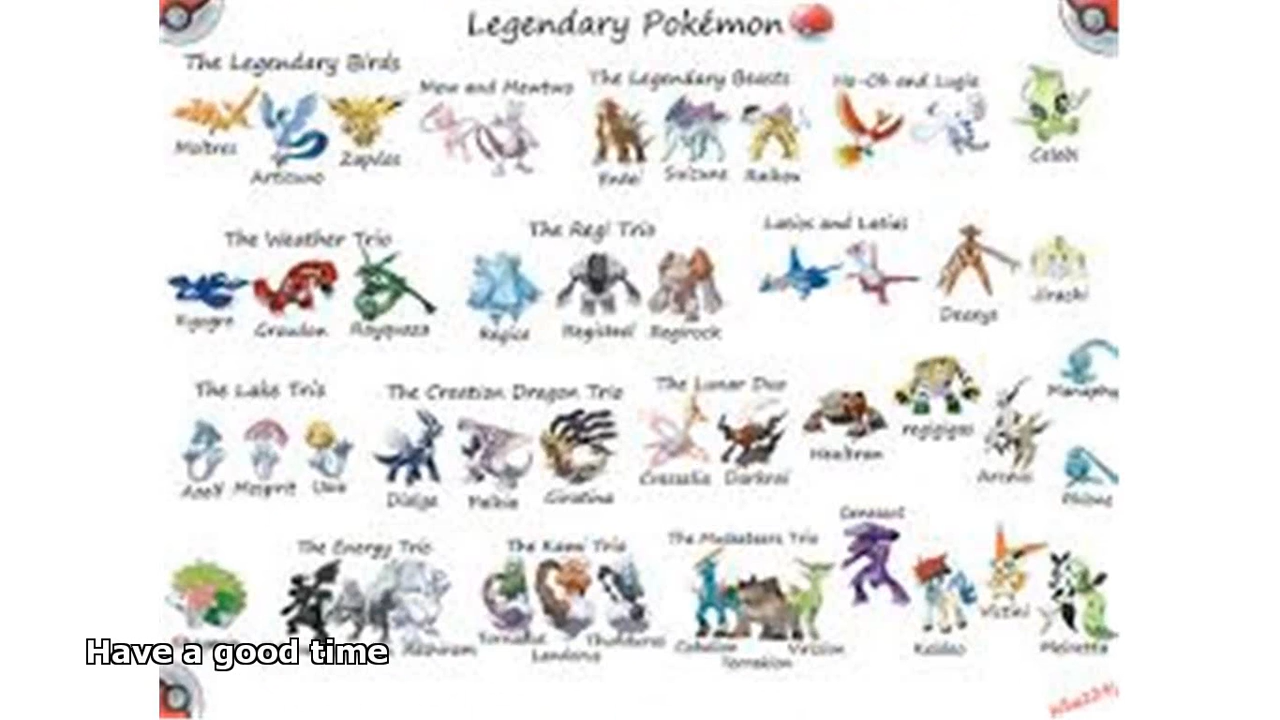 Legendary Pokémon
The Legendary Birds
Mew and Mewtwo
The Legendary Beasts
Ho-Oh and Lugia
Moltres
Articuno
Zapdos
Entei
Suicune
Raikou
Celebi
The Weather Trio
The Regi Trio
Latios and Latias
Kyogre
Groudon
Rayquaza
Regice
Registeel
Regirock
Deoxys
Jirachi
The Lake Trio
The Creation Dragon Trio
The Lunar Duo
Azelf
Mesprit
Uxie
Dialga
Palkia
Giratina
Cresselia
Darkrai
Heatran
regigigas
Arceus
Manaphy
Phione
The Energy Trio
The Kami Trio
The Musketeers Trio
Genesect
Reshiram
Tornadus
Landorus
Thundurus
Cobalion
Terrakion
Virizion
Keldeo
Victini
Meloetta
Have a good time